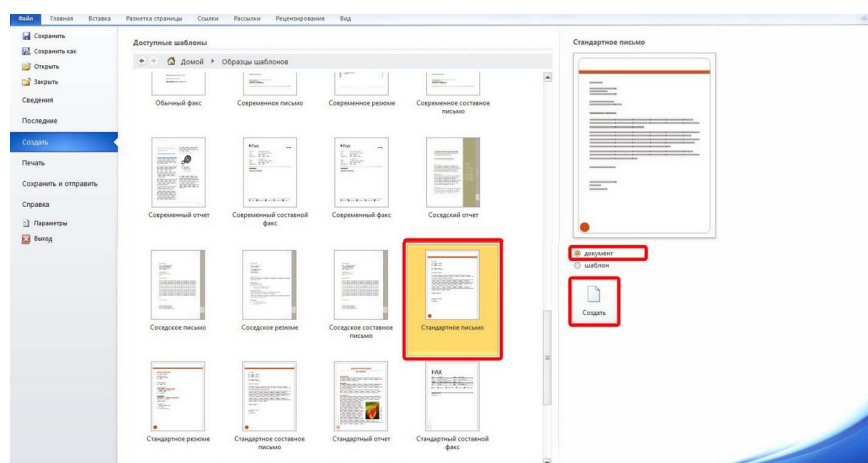 Файл Главная Вставка Разметка страницы Ссылки Рассылки Рецензирование Вид
Сохранить
Сохранить как
Открыть
Закрыть
Сведения
Последние
Создать
Печать
Сохранить и отправить
Справка
Параметры
Выход
Доступные шаблоны
Домой Образцы шаблонов
Обычный факс Современное письмо Современное резюме Современное составное
письмо
Современный отчет Современный составной Современный факс Соседский отчет
факс
Соседское письмо Соседское резюме Соседское составное Стандартное письмо
письмо
FAX
Стандартное резюме Стандартное составное Стандартный отчет Стандартный составной
письмо факс
Стандартное письмо
документ
шаблон
Создать